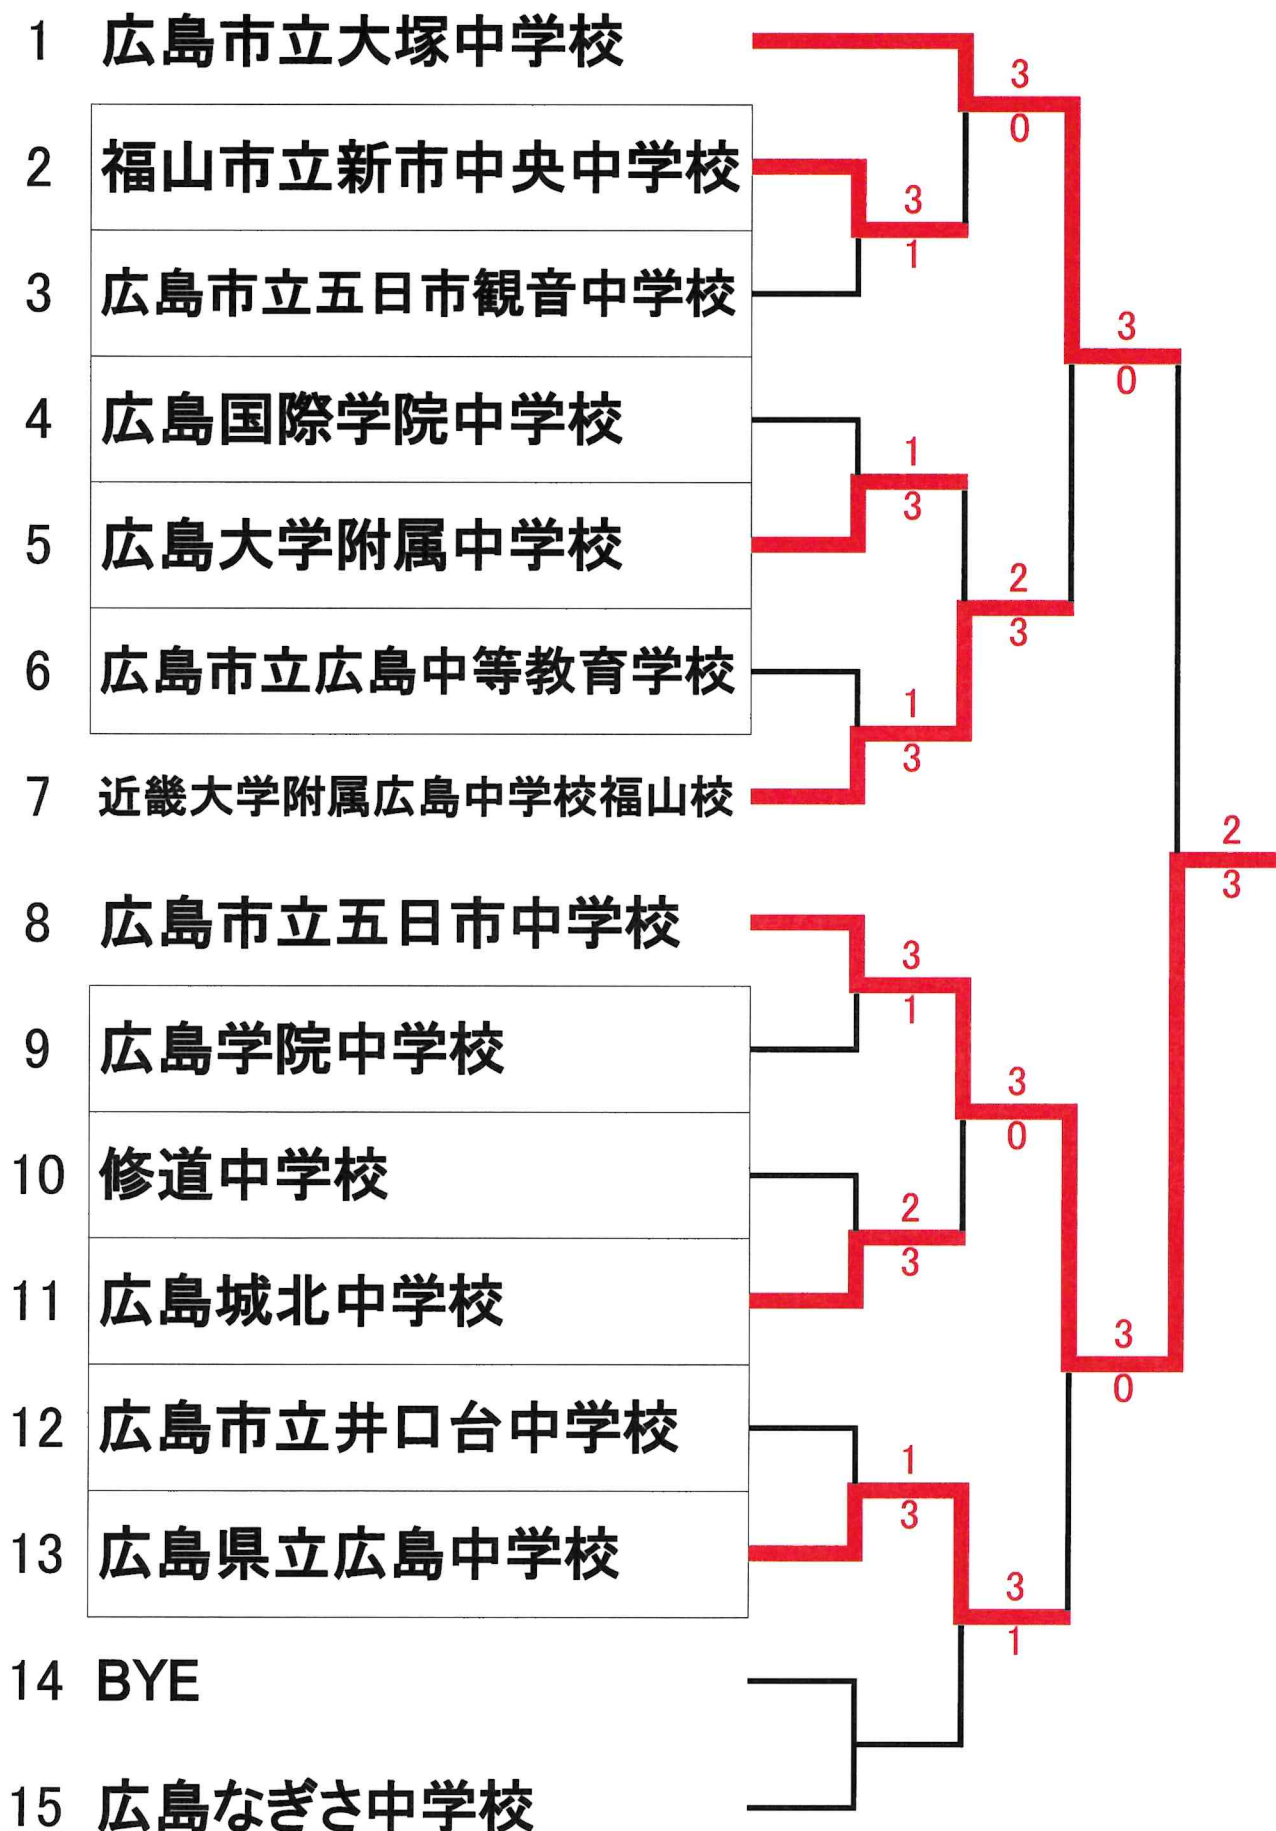 1 広島市立大塚中学校
3
0
2 福山市立新市中央中学校
3
1
3 広島市立五日市観音中学校
3
0
4 広島国際学院中学校
1
3
5 広島大学附属中学校
2
3
6 広島市立広島中等教育学校
1
3
7 近畿大学附属広島中学校福山校
2
3
8 広島市立五日市中学校
3
1
9 広島学院中学校
3
0
10 修道中学校
2
3
11 広島城北中学校
3
0
12 広島市立井口台中学校
1
3
13 広島県立広島中学校
3
1
14 BYE
15 広島なぎさ中学校